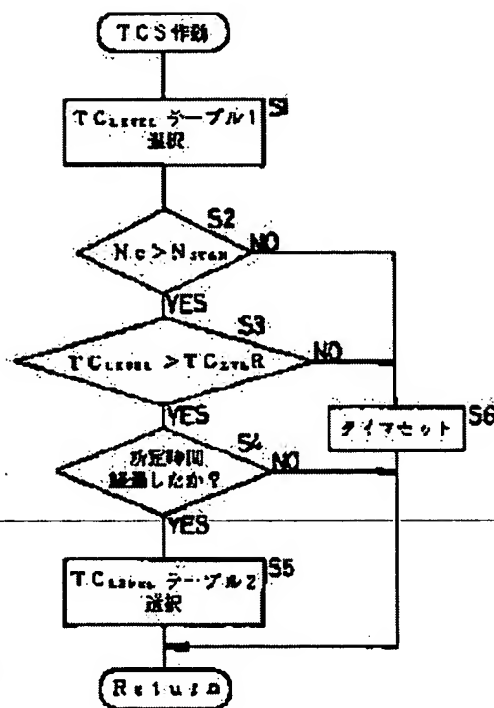 TCS作動
S1
TCLEVEL テーブル1
選択
S2
Ne>
NO
YES
S3
TCLEVEL>
NO
YES
S6
タイマセット
S4
所定時間
経過したか?
NO
YES
S5
TCLEVEL テーブル2
選択
Return